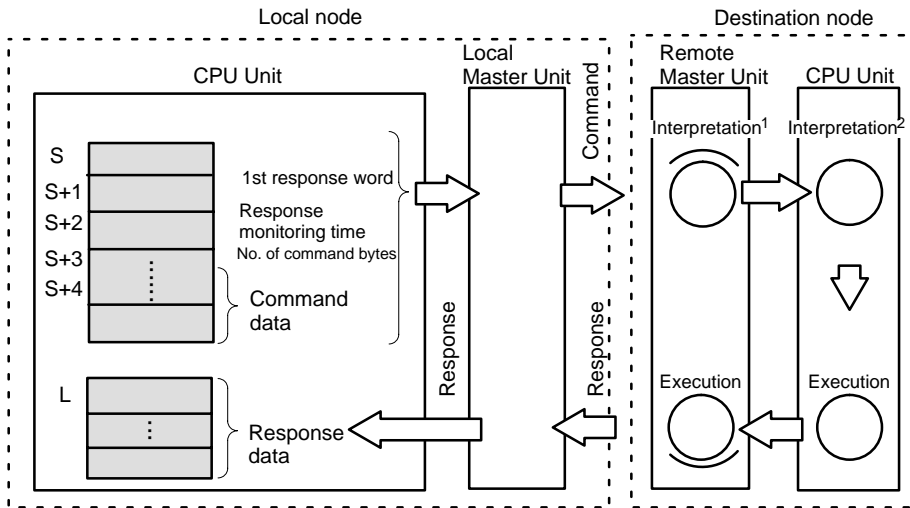 Local node
Destination node
CPU Unit
Local
Master Unit
Command
Remote
Master Unit
CPU Unit
Interpretation1
Interpretation2
S
S+1
S+2
S+3
S+4
1st response word
Response
monitoring time
No. of command bytes
Command
data
Response
Response
Execution
Execution
L
Response
data